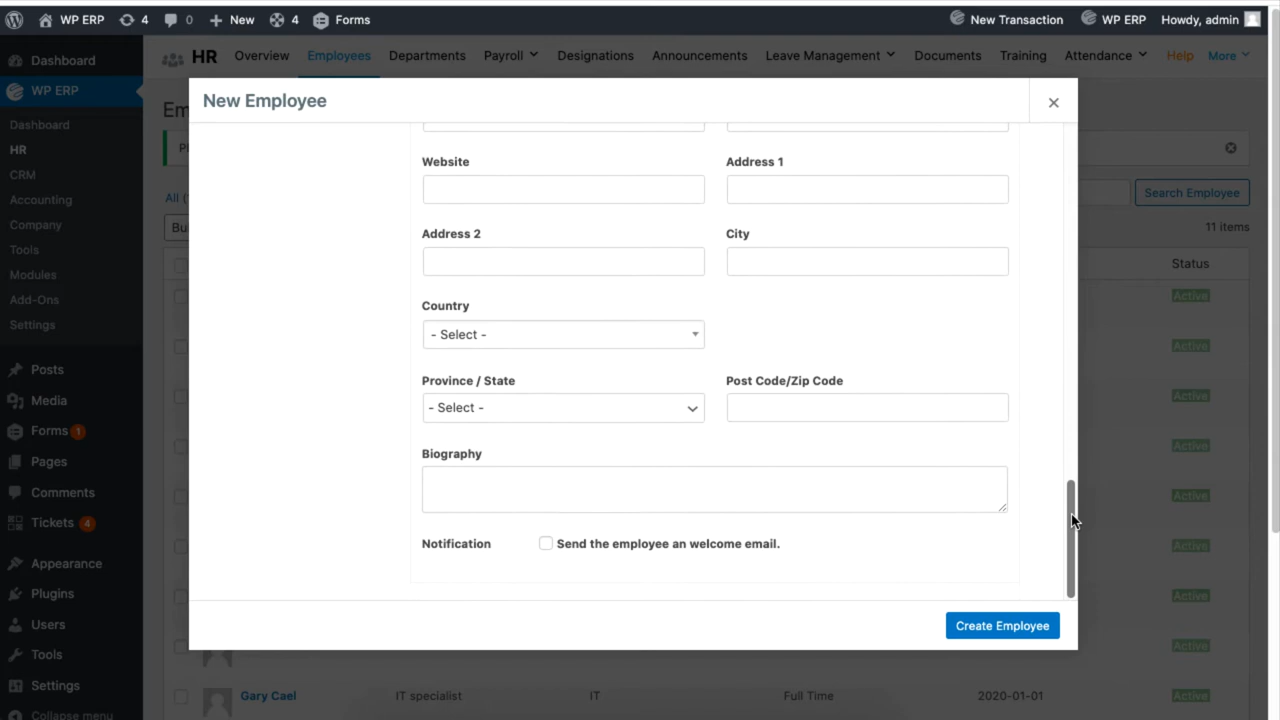 WP ERP 4 0 New 4 Forms New Transaction WP ERP Howdy, admin
Dashboard
WP ERP
Dashboard
HR
CRM
Accounting
Company
Tools
Modules
Add-Ons
Settings
Posts
Media
Forms 1
Pages
Comments
Tickets 4
Appearance
Plugins
Users
Tools
Settings
Collapse menu
HR Overview Employees Departments Payroll Designations Announcements Leave Management Documents Training Attendance Help More
Em
Pl
All (
Search Employee
Bu
11 items
Status
Active
Active
Active
Active
Active
Active
Active
Active
New Employee
×
Website Address 1
Address 2 City
Country
- Select -
Province / State Post Code/Zip Code
- Select -
Biography
Notification Send the employee an welcome email.
Create Employee
Gary Cael IT specialist IT Full Time 2020-01-01 Active